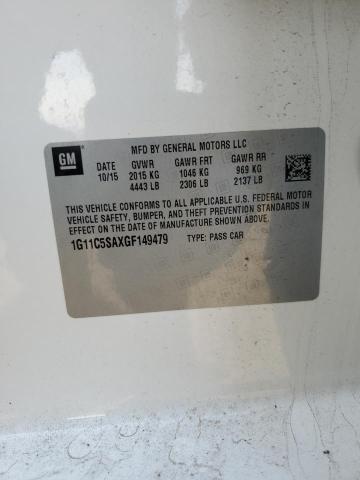 GM
MFD BY GENERAL MOTORS LLC
DATE GVWR GAWR FRT GAWR RR
10/15 2015 KG 1046 KG 969 KG
4443 LB 2306 LB 2137 LB
THIS VEHICLE CONFORMS TO ALL APPLICABLE U.S. FEDERAL MOTOR
VEHICLE SAFETY, BUMPER, AND THEFT PREVENTION STANDARDS
IN EFFECT ON THE DATE OF MANUFACTURE SHOWN ABOVE.
1G11C5SAXGF149479 TYPE: PASS CAR